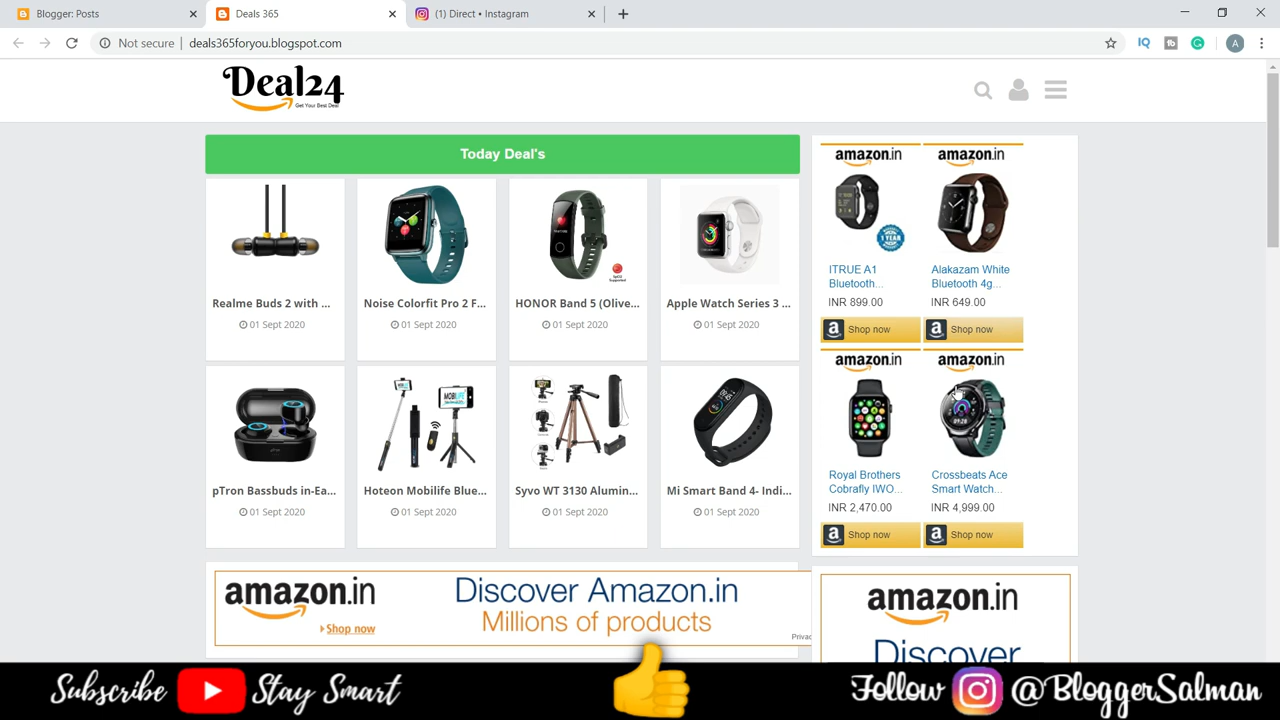 Blogger: Posts
Deals 365
(1) Direct • Instagram
Not secure | deals365foryou.blogspot.com
A
Deal24
Get Your Best Deal
Today Deal's
Realme Buds 2 with ...
Noise Colorfit Pro 2 F...
HONOR Band 5 (Olive...
Apple Watch Series 3 ...
01 Sept 2020
01 Sept 2020
01 Sept 2020
01 Sept 2020
pTron Bassbuds in-Ea...
Hoteon Mobilife Blue...
Syvo WT 3130 Alumin...
Mi Smart Band 4- Indi...
01 Sept 2020
01 Sept 2020
01 Sept 2020
01 Sept 2020
amazon.in
Shop now
Discover Amazon.in
Millions of products
Privac
amazon.in
ITRUE A1
Bluetooth...
INR 899.00
Shop now
amazon.in
Alakazam White
Bluetooth 4g...
INR 649.00
Shop now
amazon.in
Royal Brothers
Cobrafly IWO...
INR 2,470.00
Shop now
amazon.in
Crossbeats Ace
Smart Watch...
INR 4,999.00
Shop now
amazon.in
Discover
Subscribe
Stay Smart
Follow
@BloggerSalman